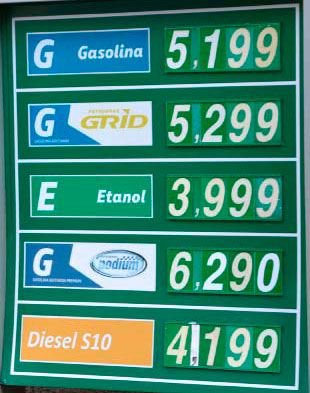 G Gasolina 5,199
G PETROBRAS GRID 5,299
E Etanol 3,999
G podium 6,290
Diesel S10 4,199